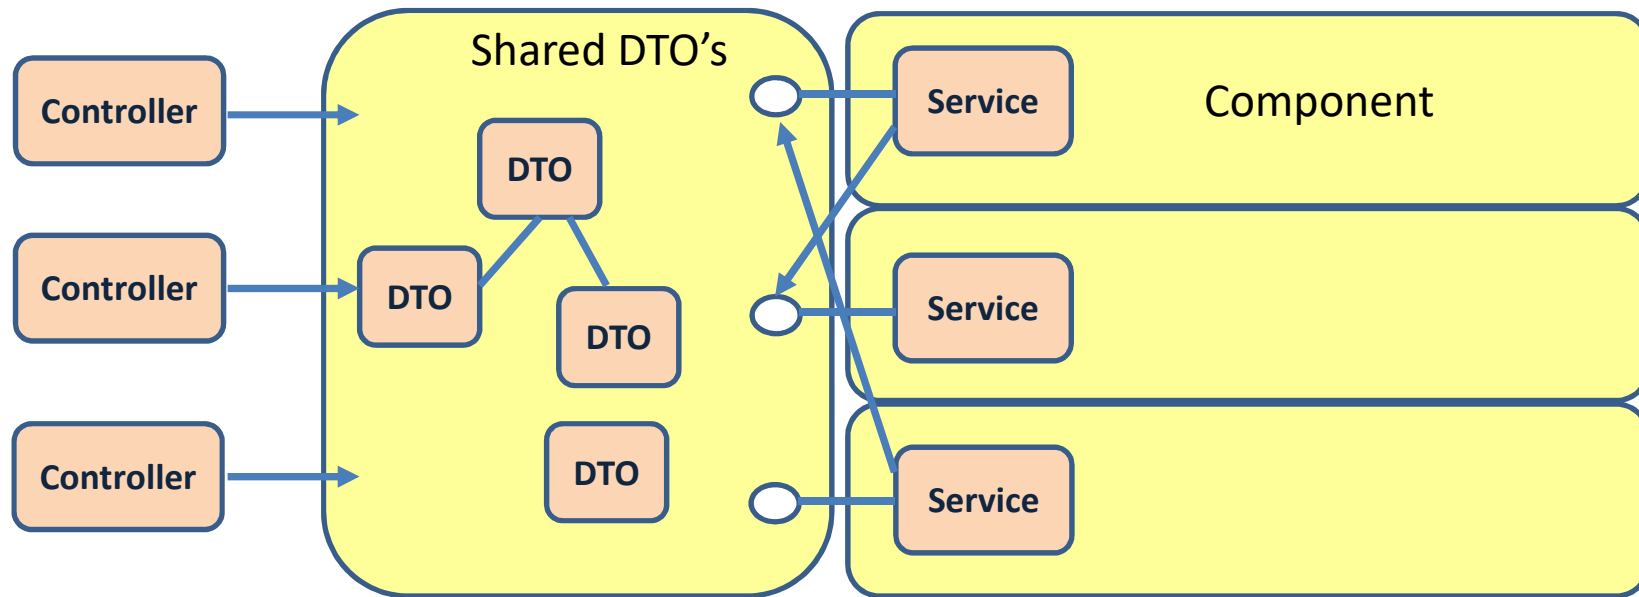 Shared DTO's
Component
Controller
Controller
Controller
DTO
DTO
DTO
DTO
Service
Service
Service